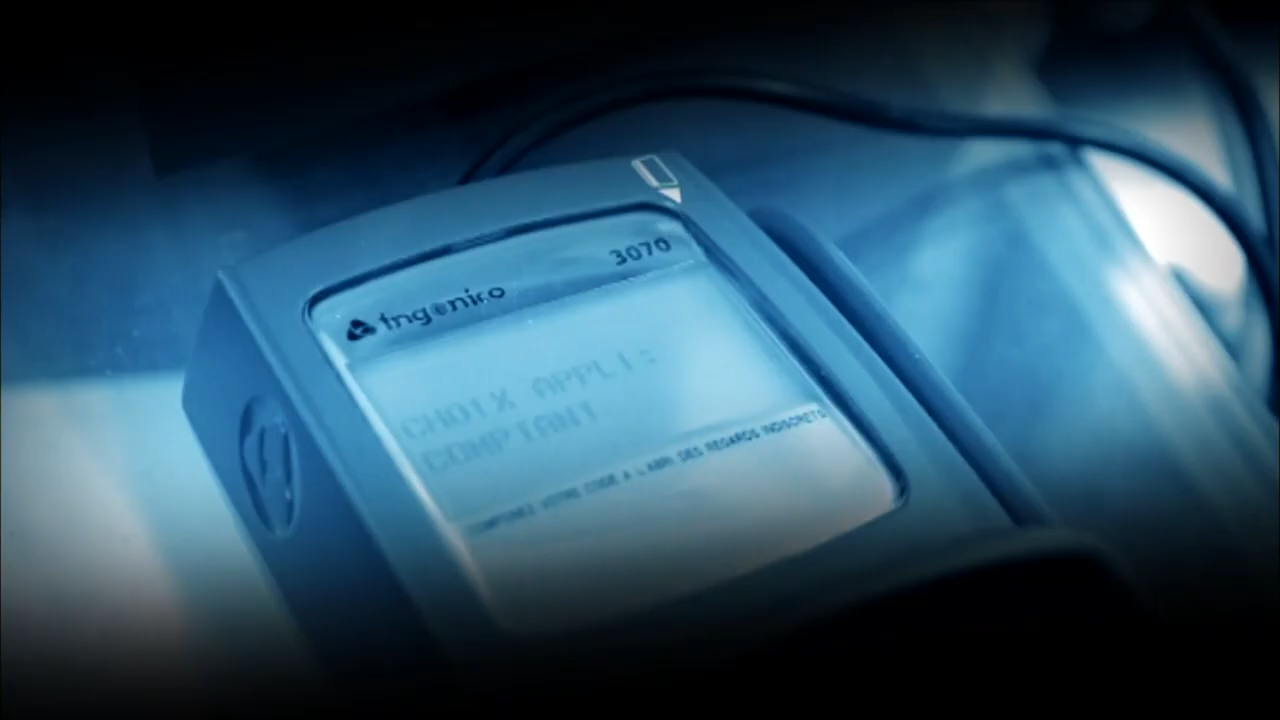 ingenico 3070
CHOIX APPLI:
COMPTANT
COMPOSEZ VOTRE CODE A L'ABRI DES REGARDS INDISCRETS